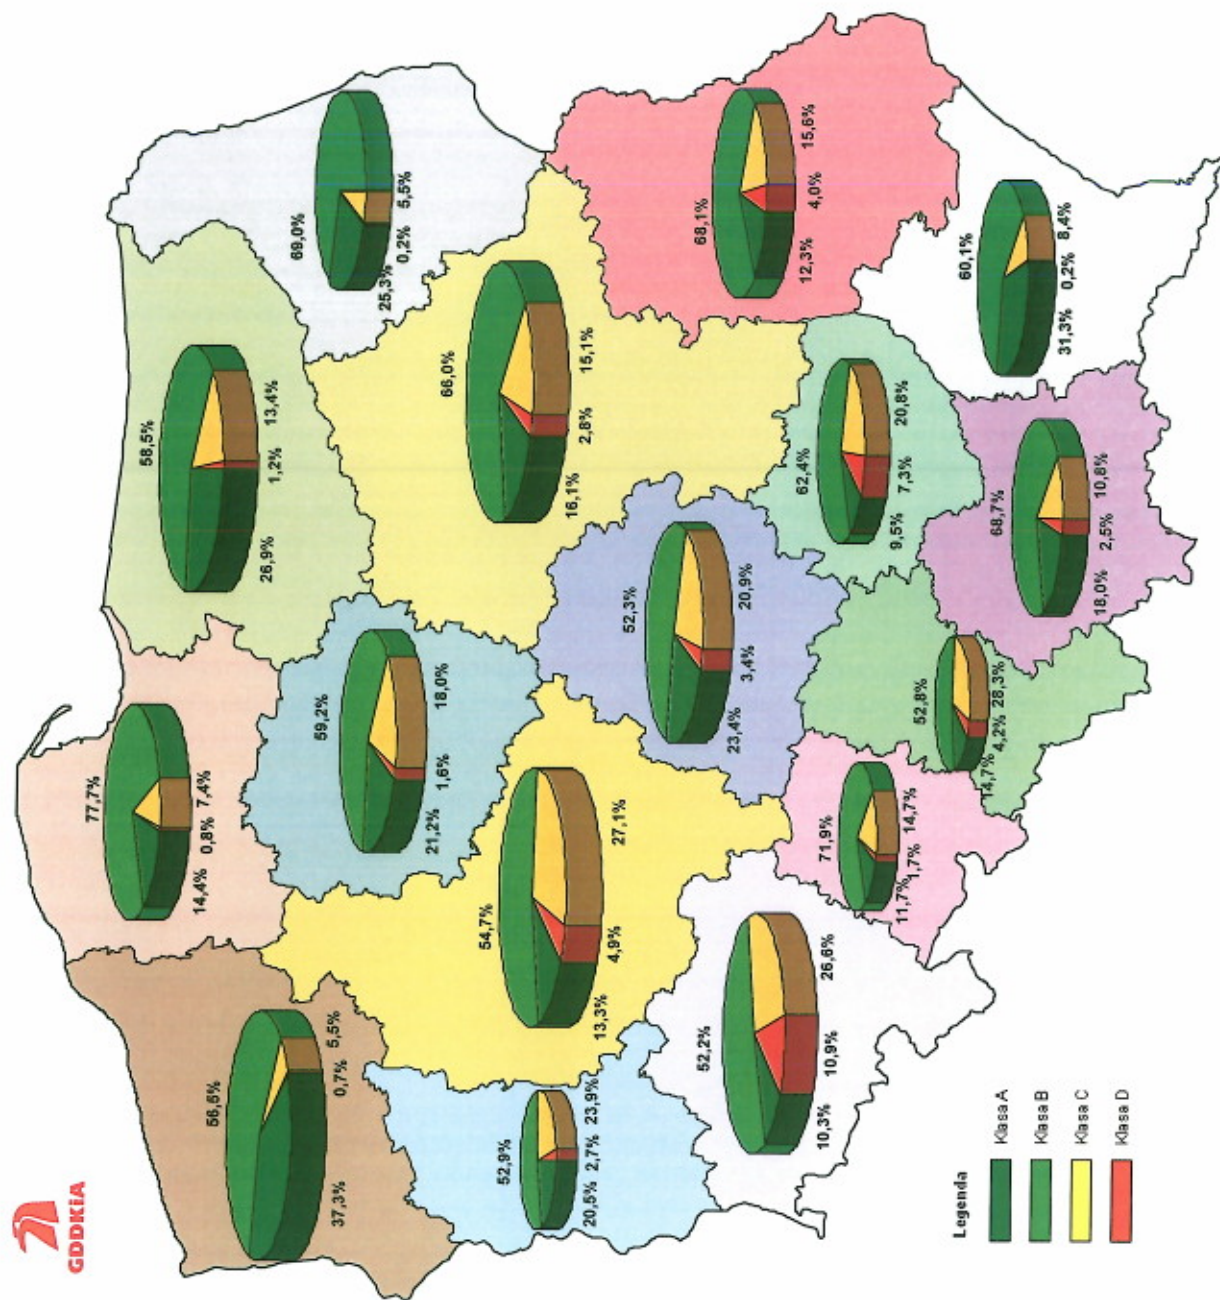 GDDKiA
77,7%
14,4% 0,8% 7,4%
58,5%
26,9% 1,2% 13,4%
56,5%
37,3% 0,7% 5,5%
69,0%
25,3% 0,2% 5,5%
59,2%
21,2% 1,6% 18,0%
66,0%
16,1% 2,8% 15,1%
54,7%
13,3% 4,9% 27,1%
52,9%
20,5% 2,7% 23,9%
52,3%
23,4% 3,4% 20,9%
68,1%
12,3% 4,0% 15,6%
52,2%
10,3% 10,9% 26,6%
71,9%
11,7% 1,7% 14,7%
62,4%
9,5% 7,3% 20,8%
52,8%
14,7% 4,2% 28,3%
68,7%
18,0% 2,5% 10,8%
60,1%
31,3% 0,2% 8,4%
Legenda
Klasa A
Klasa B
Klasa C
Klasa D